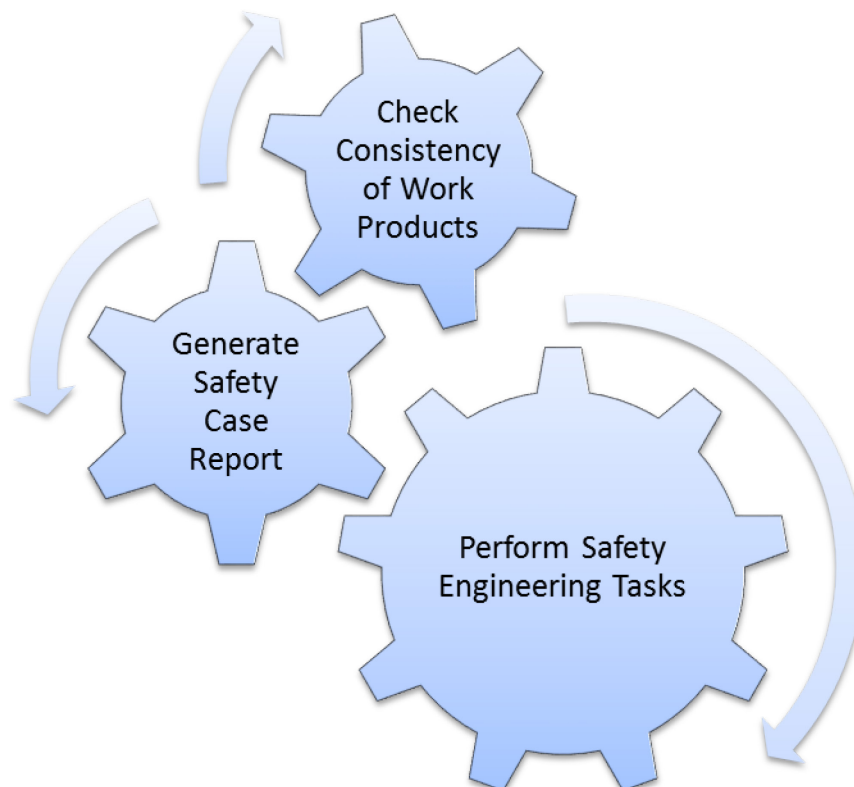 Check
Consistency
of Work
Products
Generate
Safety
Case
Report
Perform Safety
Engineering Tasks